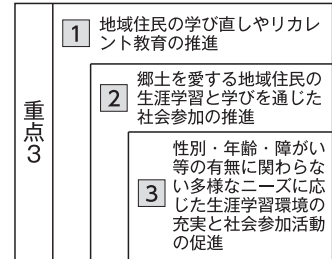 重点3
1
地域住民の学び直しやリカレ
ント教育の推進
2
郷土を愛する地域住民の
生涯学習と学びを通じた
社会参加の推進
3
性別・年齢・障がい
等の有無に関わらな
い多様なニーズに応
じた生涯学習環境の
充実と社会参加活動
の促進